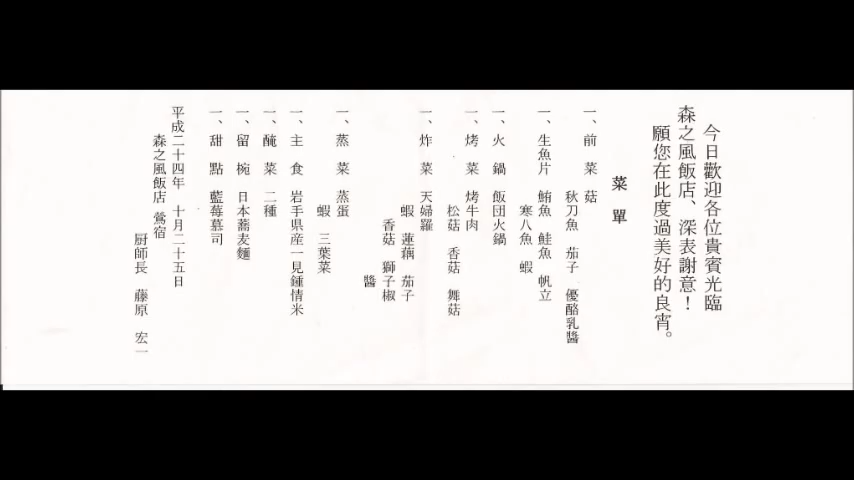 今日歡迎各位貴賓光臨
森之風飯店、深表謝意！
願您在此度過美好的良宵。
菜單
一、前菜 菇
秋刀魚 茄子 優酪乳醬
一、生魚片 鮪魚 鮭魚 帆立
寒八魚 蝦
一、火鍋 飯団火鍋
一、烤菜 烤牛肉
松菇 香菇 舞菇
一、炸菜 天婦羅
蝦 蓮藕 茄子
香菇 獅子椒
醬
一、蒸菜 蒸蛋
蝦 三葉菜
一、主食 岩手県産一見鍾情米
一、醃菜 二種
一、留椀 日本蕎麦麵
一、甜點 藍莓慕司
平成二十四年 十月二十五日
森之風飯店 鶯宿
厨師長 藤原 宏一